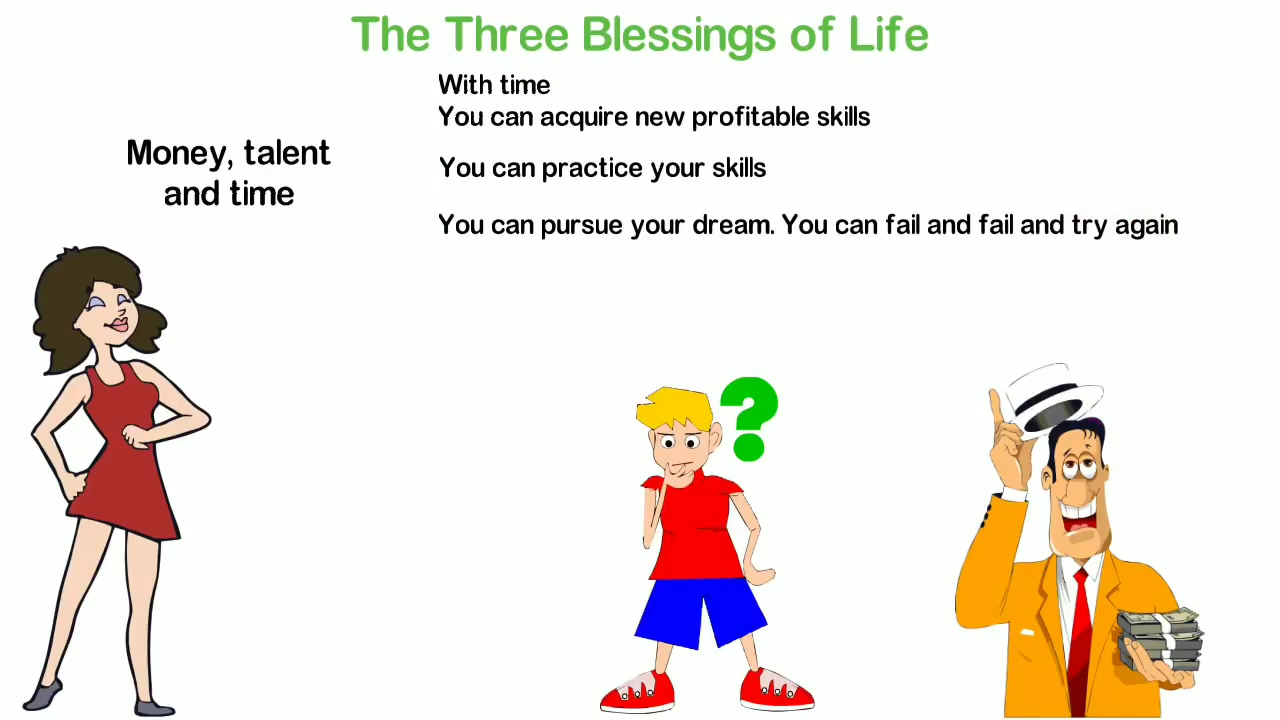 The Three Blessings of Life
Money, talent
and time
With time
You can acquire new profitable skills
You can practice your skills
You can pursue your dream. You can fail and fail and try again
?